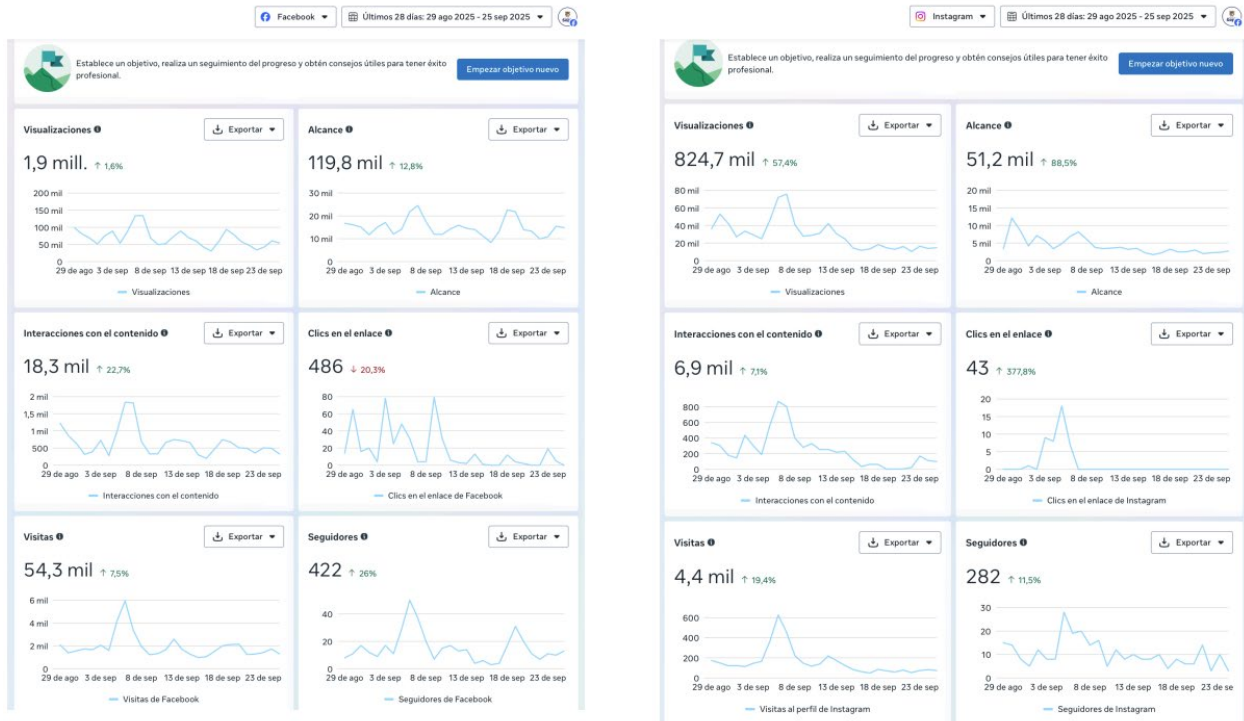 Facebook
Últimos 28 días: 29 ago 2025 - 25 sep 2025
Establece un objetivo, realiza un seguimiento del progreso y obtén consejos útiles para tener éxito
profesional.
Empezar objetivo nuevo
Visualizaciones
Exportar
1,9 mill. ↑ 1,6%
200 mil
150 mil
100 mil
50 mil
0
29 de ago 3 de sep 8 de sep 13 de sep 18 de sep 23 de sep
Visualizaciones
Alcance
Exportar
119,8 mil ↑ 12,8%
30 mil
20 mil
10 mil
0
29 de ago 3 de sep 8 de sep 13 de sep 18 de sep 23 de sep
Alcance
Interacciones con el contenido
Exportar
18,3 mil ↑ 22,7%
2 mil
1,5 mil
1 mil
500
0
29 de ago 3 de sep 8 de sep 13 de sep 18 de sep 23 de sep
Interacciones con el contenido
Clics en el enlace
Exportar
486 ↓ 20,3%
80
60
40
20
0
29 de ago 3 de sep 8 de sep 13 de sep 18 de sep 23 de sep
Clics en el enlace de Facebook
Visitas
Exportar
54,3 mil ↑ 7,5%
6 mil
4 mil
2 mil
0
29 de ago 3 de sep 8 de sep 13 de sep 18 de sep 23 de sep
Visitas de Facebook
Seguidores
Exportar
422 ↑ 26%
40
20
0
29 de ago 3 de sep 8 de sep 13 de sep 18 de sep 23 de sep
Seguidores de Facebook
Instagram
Últimos 28 días: 29 ago 2025 - 25 sep 2025
Establece un objetivo, realiza un seguimiento del progreso y obtén consejos útiles para tener éxito
profesional.
Empezar objetivo nuevo
Visualizaciones
Exportar
824,7 mil ↑ 57,4%
80 mil
60 mil
40 mil
20 mil
0
29 de ago 3 de sep 8 de sep 13 de sep 18 de sep 23 de sep
Visualizaciones
Alcance
Exportar
51,2 mil ↑ 88,5%
20 mil
15 mil
10 mil
5 mil
0
29 de ago 3 de sep 8 de sep 13 de sep 18 de sep 23 de sep
Alcance
Interacciones con el contenido
Exportar
6,9 mil ↑ 7,1%
800
600
400
200
0
29 de ago 3 de sep 8 de sep 13 de sep 18 de sep 23 de sep
Interacciones con el contenido
Clics en el enlace
Exportar
43 ↑ 377,8%
20
15
10
5
0
29 de ago 3 de sep 8 de sep 13 de sep 18 de sep 23 de sep
Clics en el enlace de Instagram
Visitas
Exportar
4,4 mil ↑ 19,4%
600
400
200
0
29 de ago 3 de sep 8 de sep 13 de sep 18 de sep 23 de sep
Visitas al perfil de Instagram
Seguidores
Exportar
282 ↑ 11,5%
30
20
10
0
29 de ago 3 de sep 8 de sep 13 de sep 18 de sep 23 de se
Seguidores de Instagram